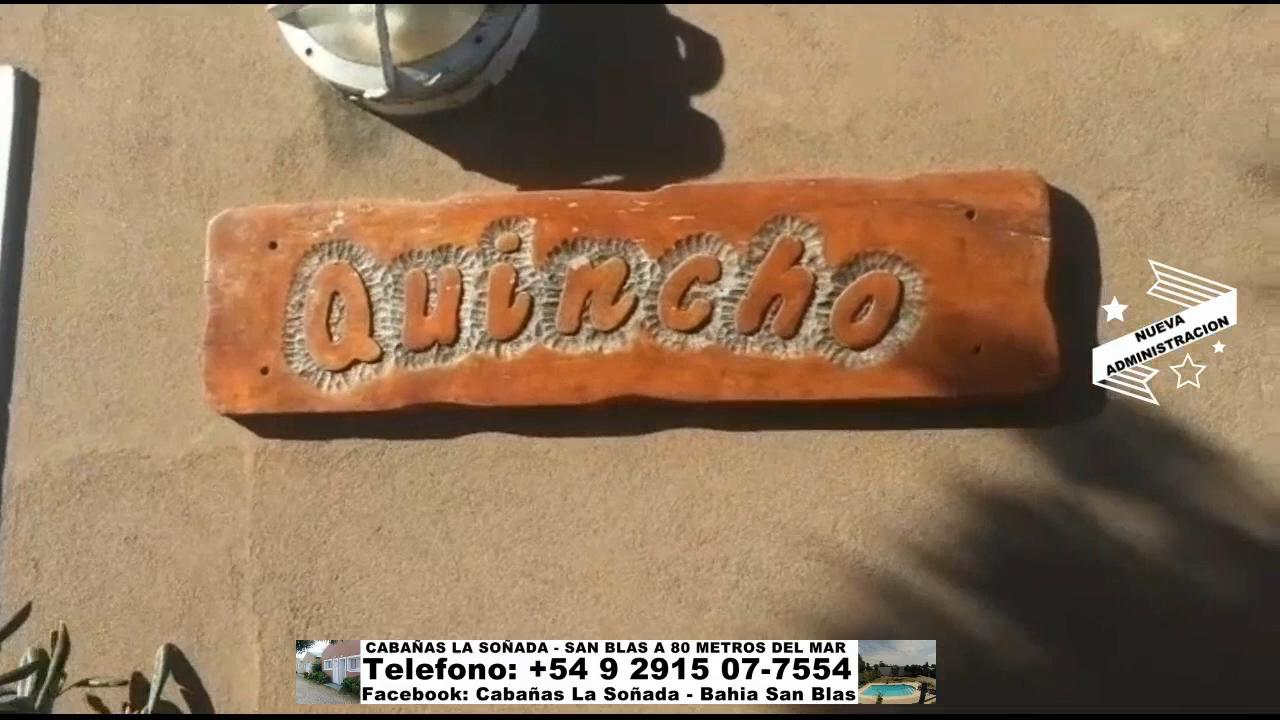 Quincho
NUEVA
ADMINISTRACION
CABAÑAS LA SOÑADA - SAN BLAS A 80 METROS DEL MAR
Telefono: +54 9 2915 07-7554
Facebook: Cabañas La Soñada - Bahia San Blas